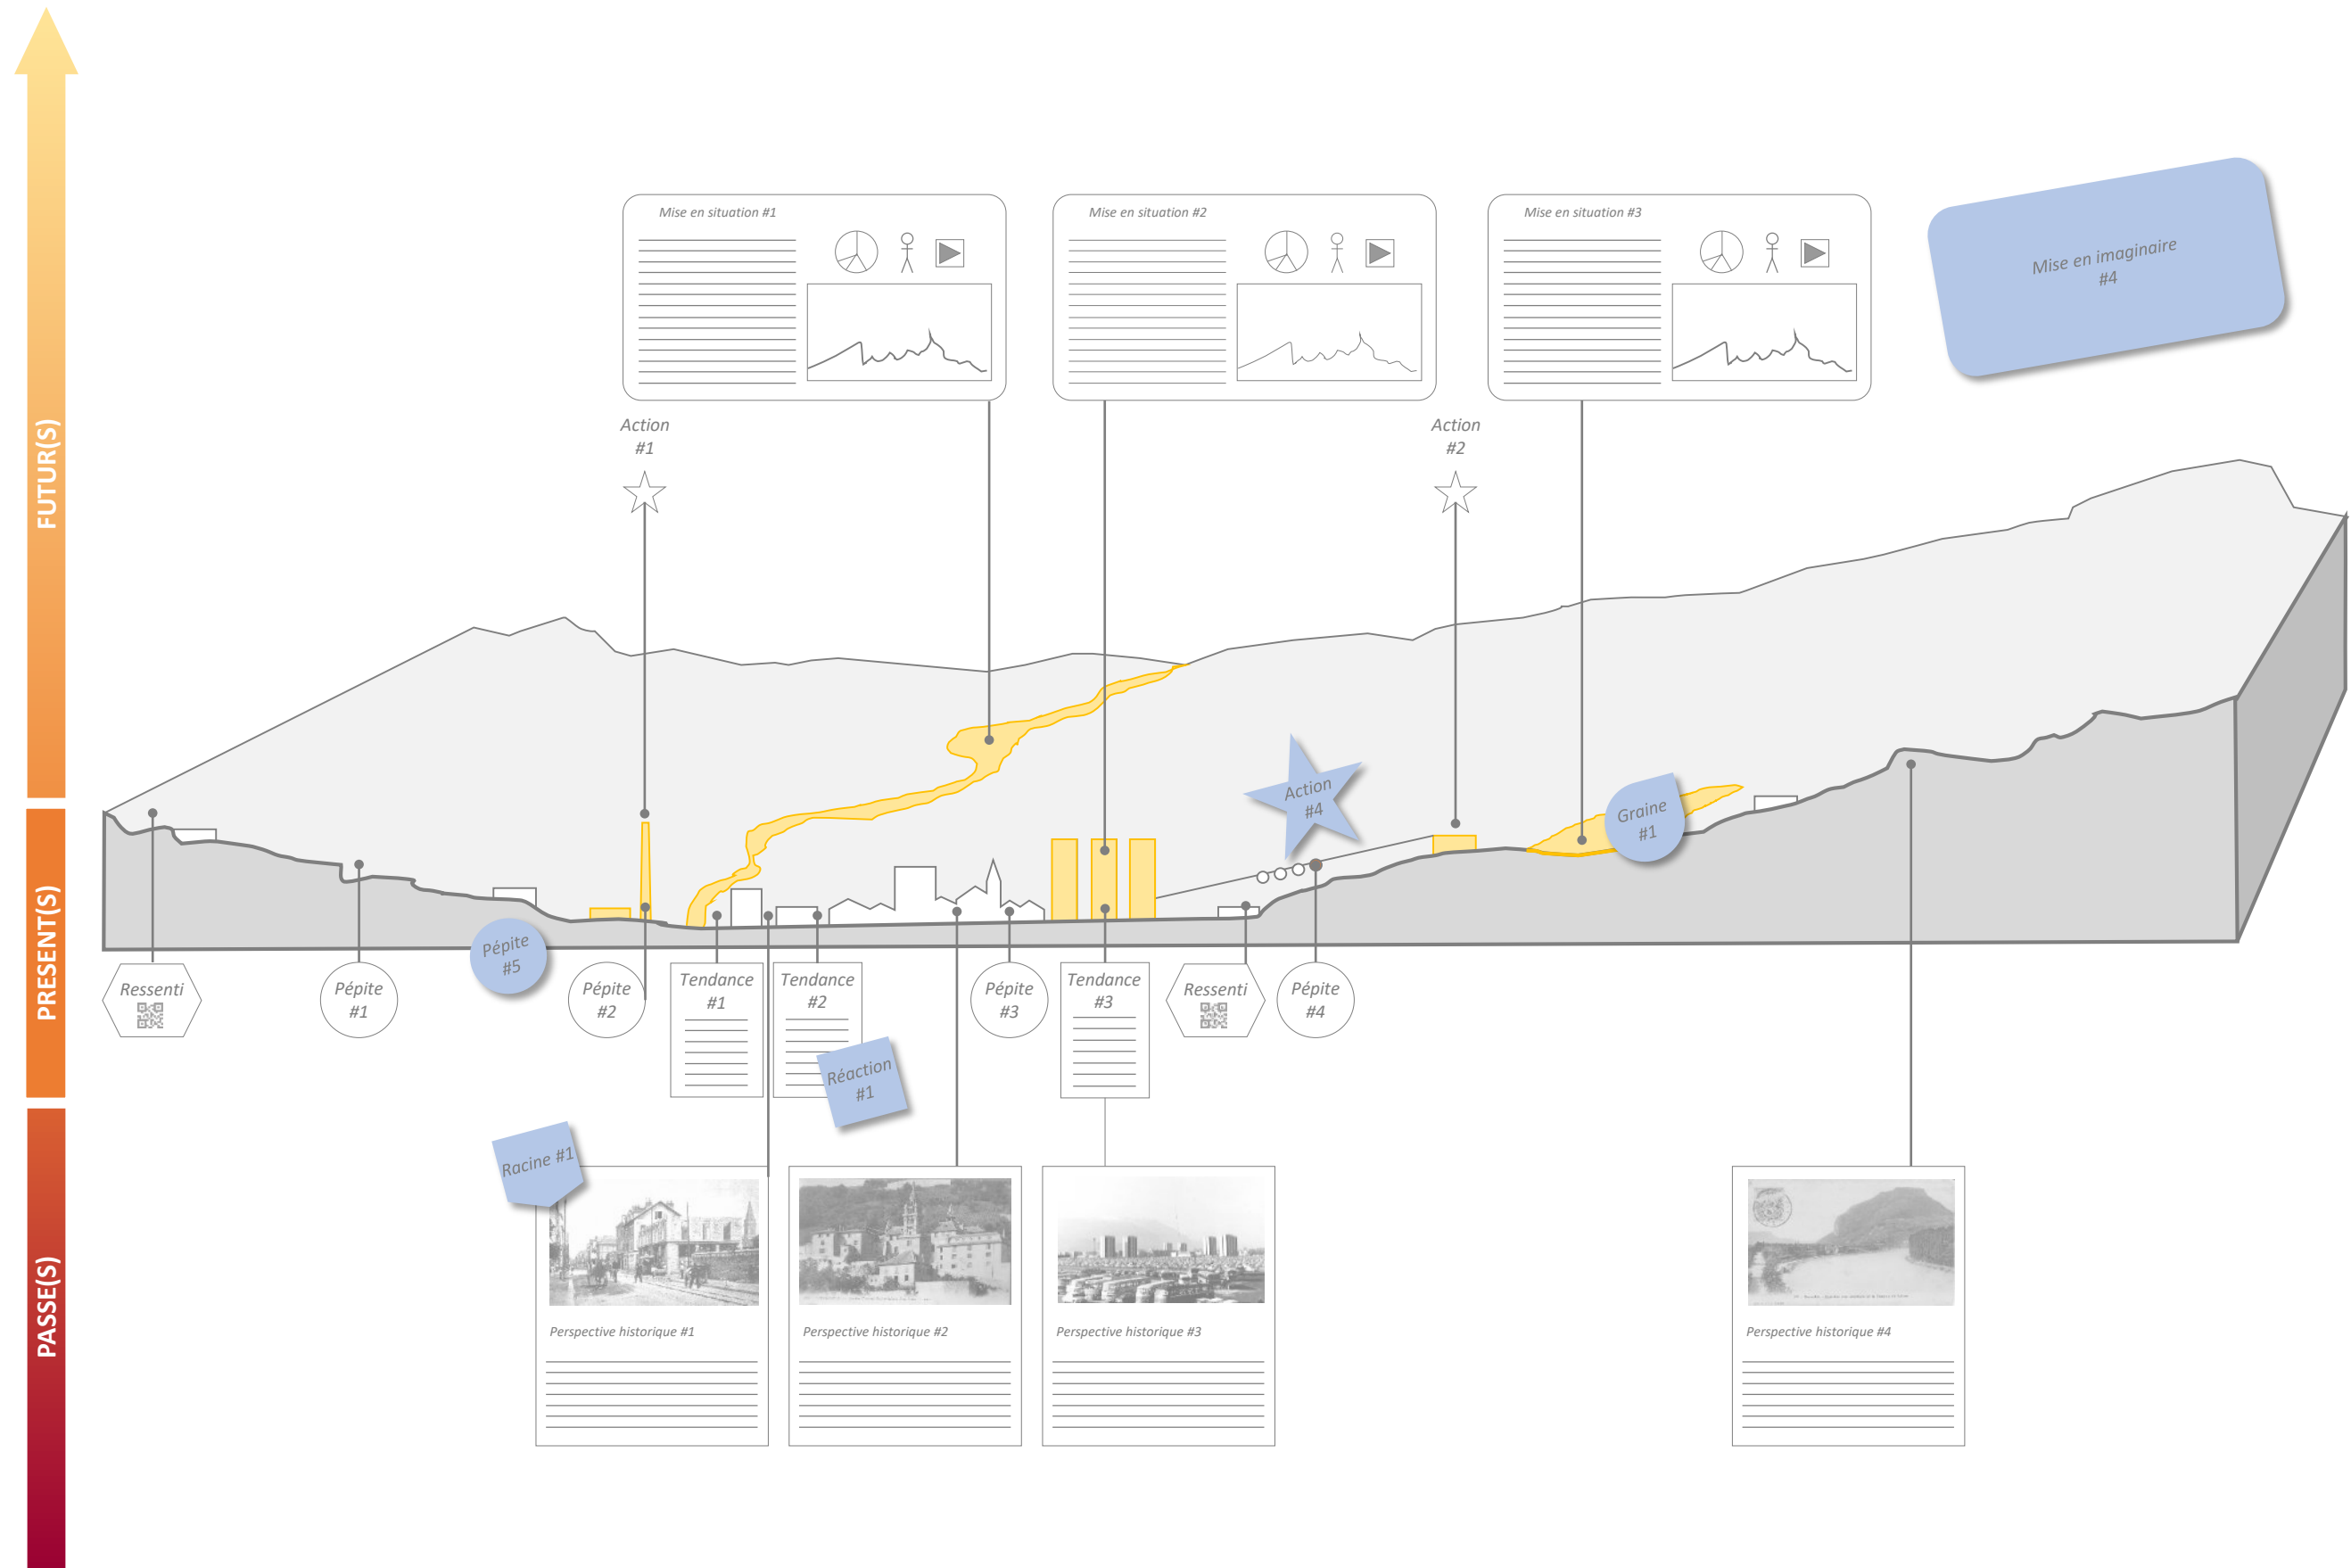 FUTUR(S)
PRESENT(S)
PASSE(S)
Mise en situation #1
Mise en situation #2
Mise en situation #3
Mise en imaginaire
#4
Action
#1
Action
#2
Action
#4
Graine
#1
Pépite
#5
Ressenti
Pépite
#1
Pépite
#2
Tendance
#1
Tendance
#2
Pépite
#3
Tendance
#3
Ressenti
Pépite
#4
Réaction
#1
Racine #1
Perspective historique #1
Perspective historique #2
Perspective historique #3
Perspective historique #4